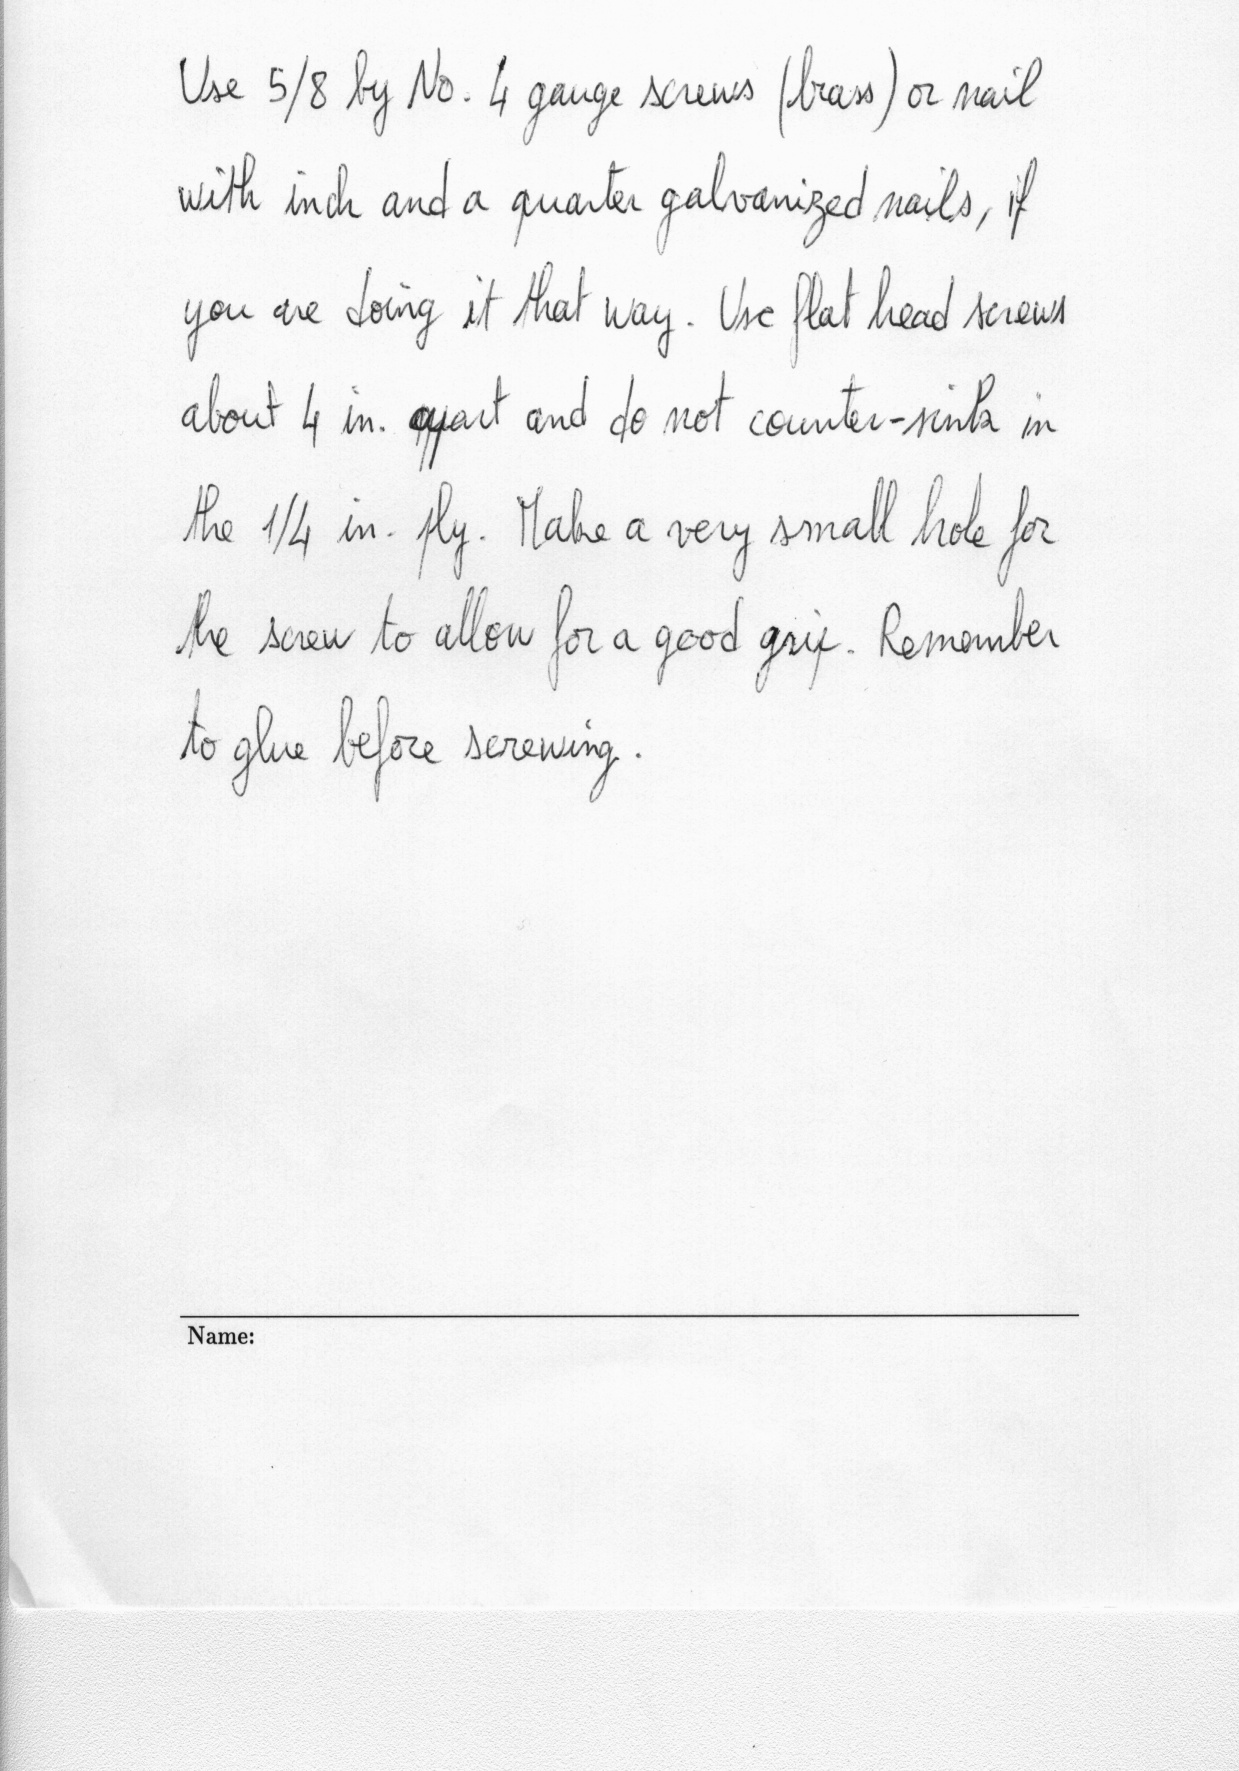 Use 5/8 by No. 4 gauge screws (brass) or nail
with inch and a quarter galvanized nails, if
you are doing it that way. Use flat head screws
about 4 in. apart and do not counter-sink in
the 1/4 in. ply. Make a very small hole for
the screw to allow for a good grip. Remember
to glue before screwing.
Name: